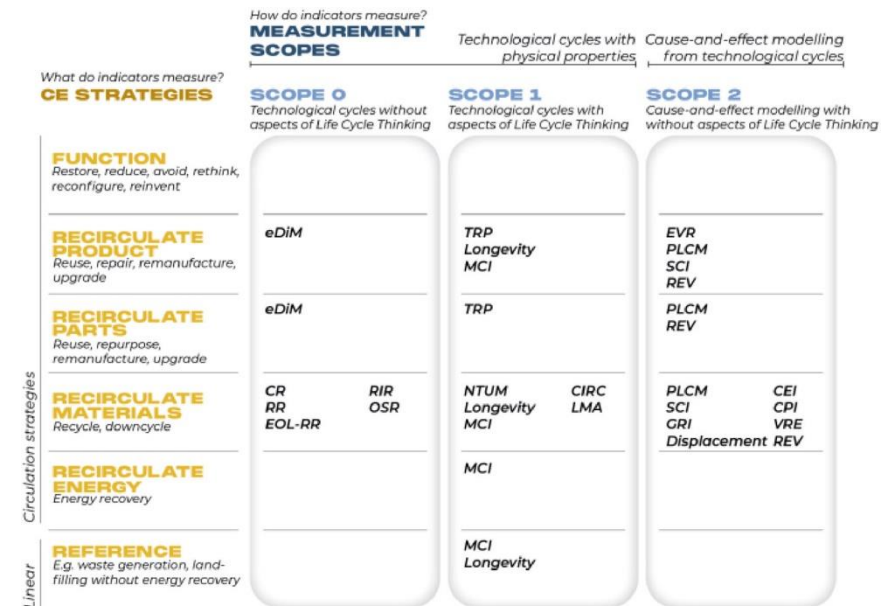 How do indicators measure?
MEASUREMENT
SCOPES
Technological cycles with
physical properties
Cause-and-effect modelling
from technological cycles
What do indicators measure?
CE STRATEGIES
SCOPE 0
Technological cycles without
aspects of Life Cycle Thinking
SCOPE 1
Technological cycles with
aspects of Life Cycle Thinking
SCOPE 2
Cause-and-effect modelling with
without aspects of Life Cycle Thinking
FUNCTION
Restore, reduce, avoid, rethink,
reconfigure, reinvent
Circulation strategies
RECIRCULATE
PRODUCT
Reuse, repair, remanufacture,
upgrade
eDiM
TRP
Longevity
MCI
EVR
PLCM
SCI
REV
RECIRCULATE
PARTS
Reuse, repurpose,
remanufacture, upgrade
eDiM
TRP
PLCM
REV
RECIRCULATE
MATERIALS
Recycle, downcycle
CR RIR
RR OSR
EOL-RR
NTUM CIRC
Longevity LMA
MCI
PLCM CEI
SCI CPI
GRI VRE
Displacement REV
RECIRCULATE
ENERGY
Energy recovery
MCI
Linear
REFERENCE
E.g. waste generation, land-
filling without energy recovery
MCI
Longevity